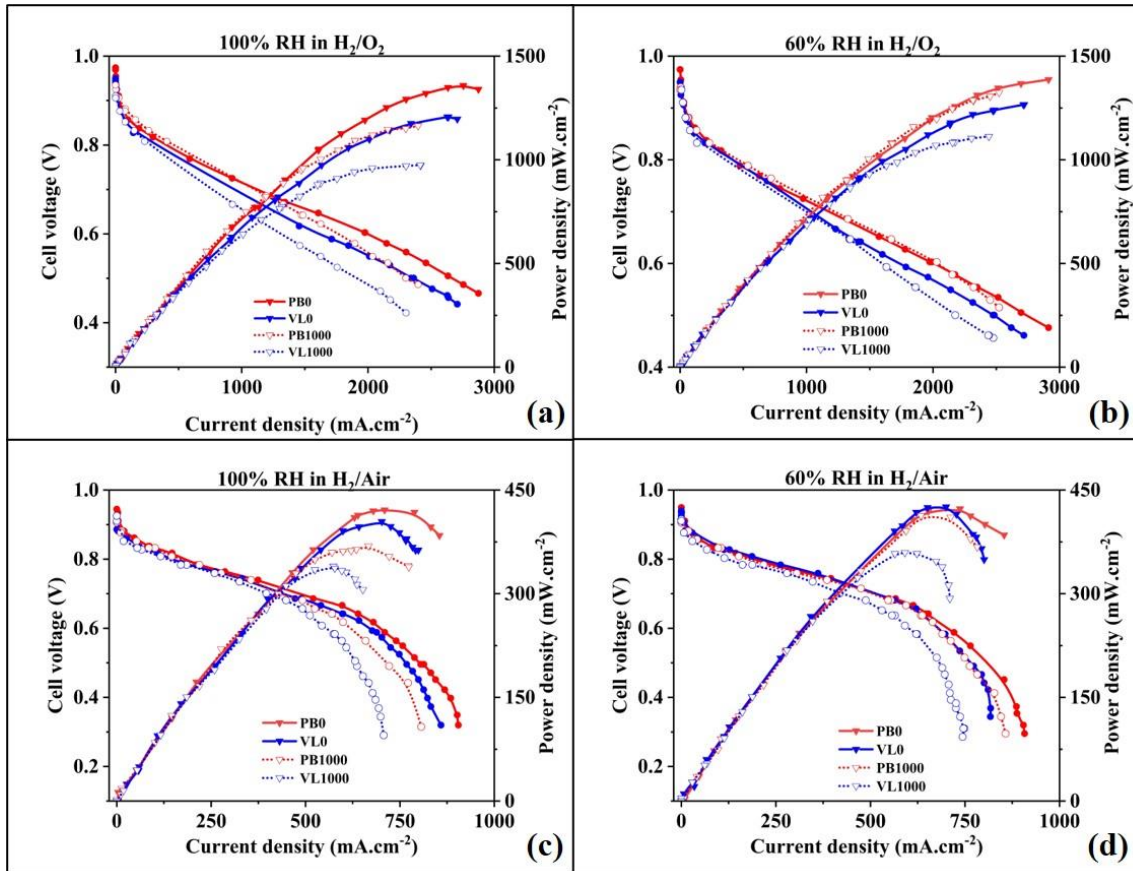 100% RH in H₂/O₂
1.0
0.8
0.6
0.4
Cell voltage (V)
1500
1000
500
0
Power density (mW.cm⁻²)
PB0
VL0
PB1000
VL1000
0
1000
2000
3000
Current density (mA.cm⁻²)
(a)
60% RH in H₂/O₂
1.0
0.8
0.6
0.4
Cell voltage (V)
1500
1000
500
0
Power density (mW.cm⁻²)
PB0
VL0
PB1000
VL1000
0
1000
2000
3000
Current density (mA.cm⁻²)
(b)
100% RH in H₂/Air
1.0
0.8
0.6
0.4
0.2
Cell voltage (V)
450
300
150
0
Power density (mW.cm⁻²)
PB0
VL0
PB1000
VL1000
0
250
500
750
1000
Current density (mA.cm⁻²)
(c)
60% RH in H₂/Air
1.0
0.8
0.6
0.4
0.2
Cell voltage (V)
450
300
150
0
Power density (mW.cm⁻²)
PB0
VL0
PB1000
VL1000
0
250
500
750
1000
Current density (mA.cm⁻²)
(d)